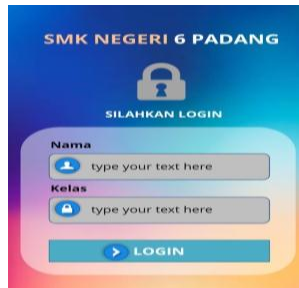 SMK NEGERI 6 PADANG
SILAHKAN LOGIN
Nama
type your text here
Kelas
type your text here
LOGIN